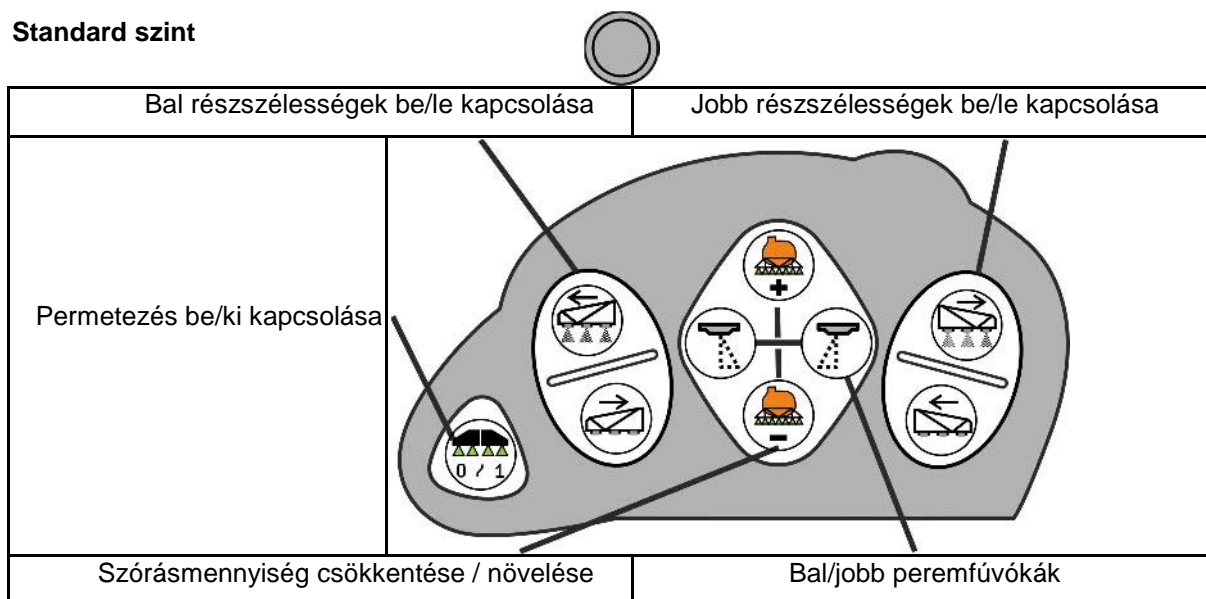 Standard szint
Bal részszélességek be/le kapcsolása
Jobb részszélességek be/le kapcsolása
Permetezés be/ki kapcsolása
+
-
0 / 1
Szórásmennyiség csökkentése / növelése
Bal/jobb peremfúvókák